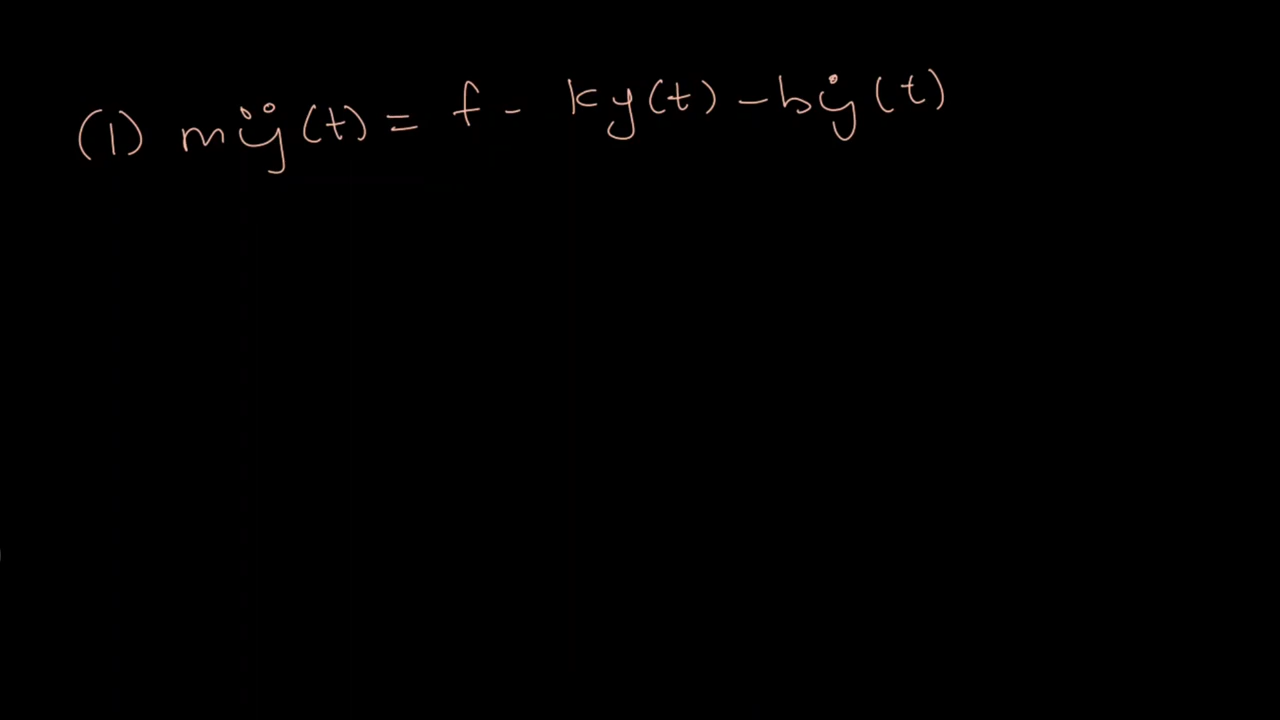 (1) mÿ(t) = f - ky(t) - bẏ(t)